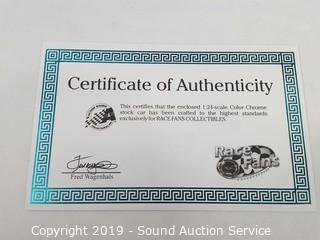 Certificate of Authenticity
This certifies that the enclosed 1:24-scale Color Chrome
stock car has been crafted to the highest standards
exclusively for RACE FANS COLLECTIBLES.
Fred Wagenhals
Race
Fans
Copyright 2019 - Sound Auction Service